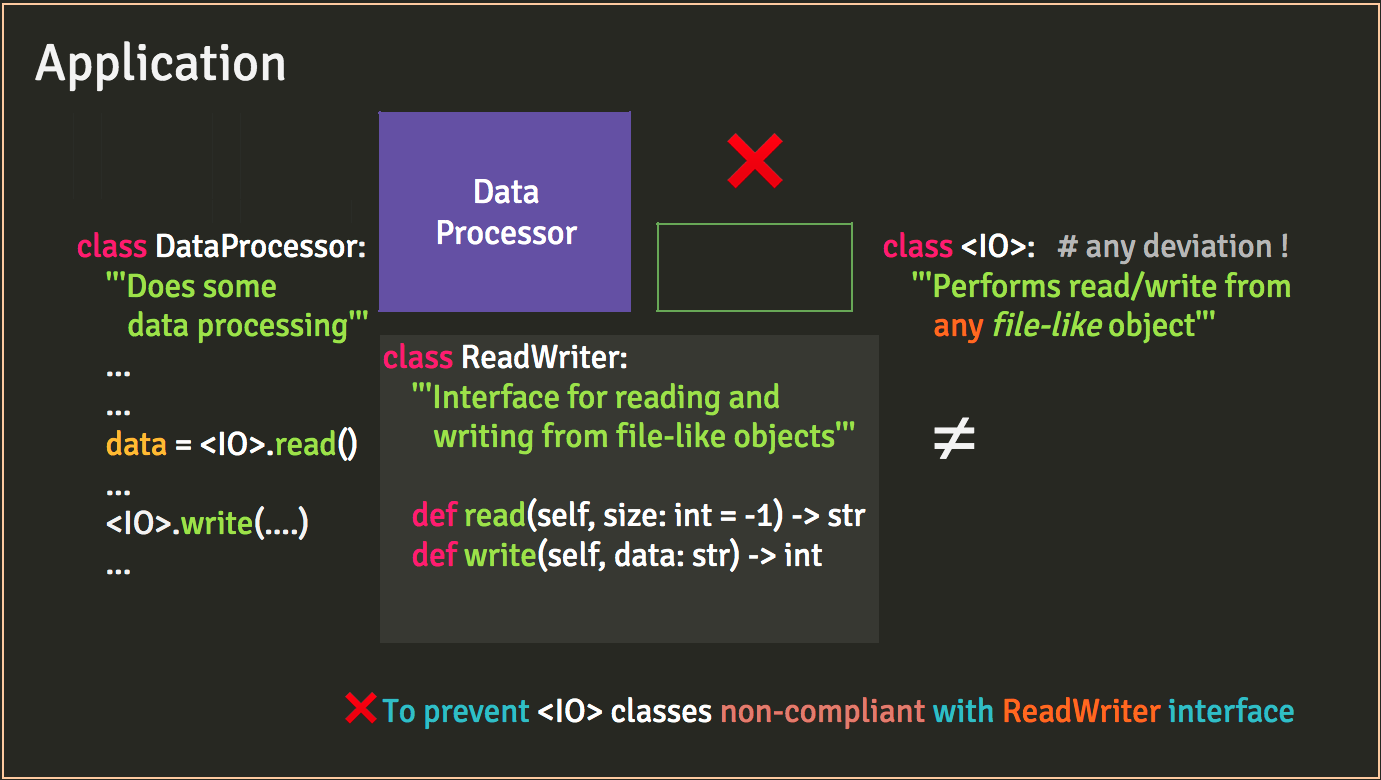 Application
Data
Processor
class DataProcessor:
'''Does some
data processing'''
...
...
data = <IO>.read()
...
<IO>.write(....)
...
class ReadWriter:
'''Interface for reading and
writing from file-like objects'''
def read(self, size: int = -1) -> str
def write(self, data: str) -> int
class <IO>: # any deviation !
'''Performs read/write from
any file-like object'''
≠
To prevent <IO> classes non-compliant with ReadWriter interface